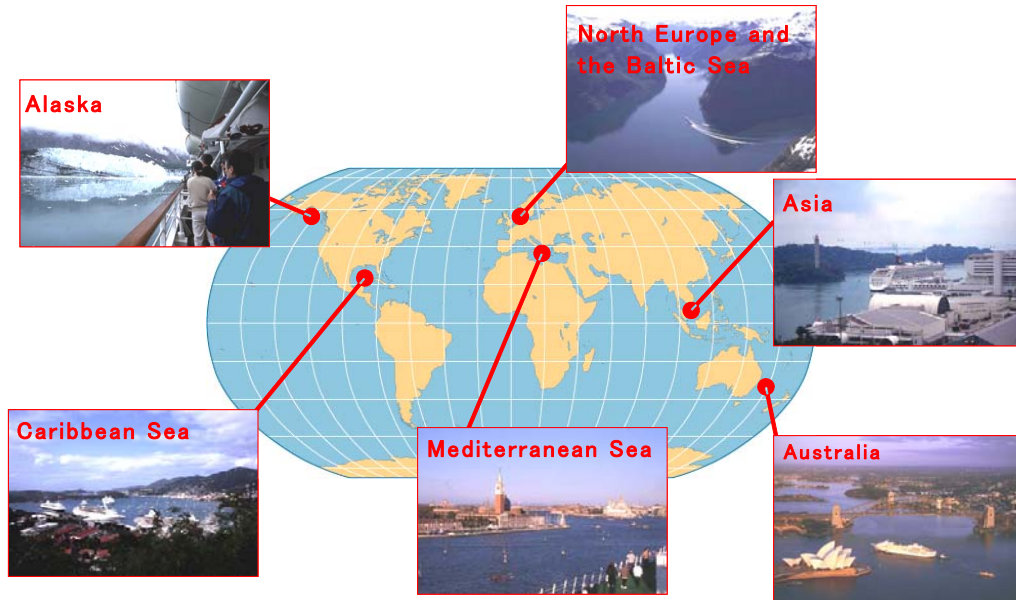 North Europe and
the Baltic Sea
Alaska
Asia
Caribbean Sea
Mediterranean Sea
Australia